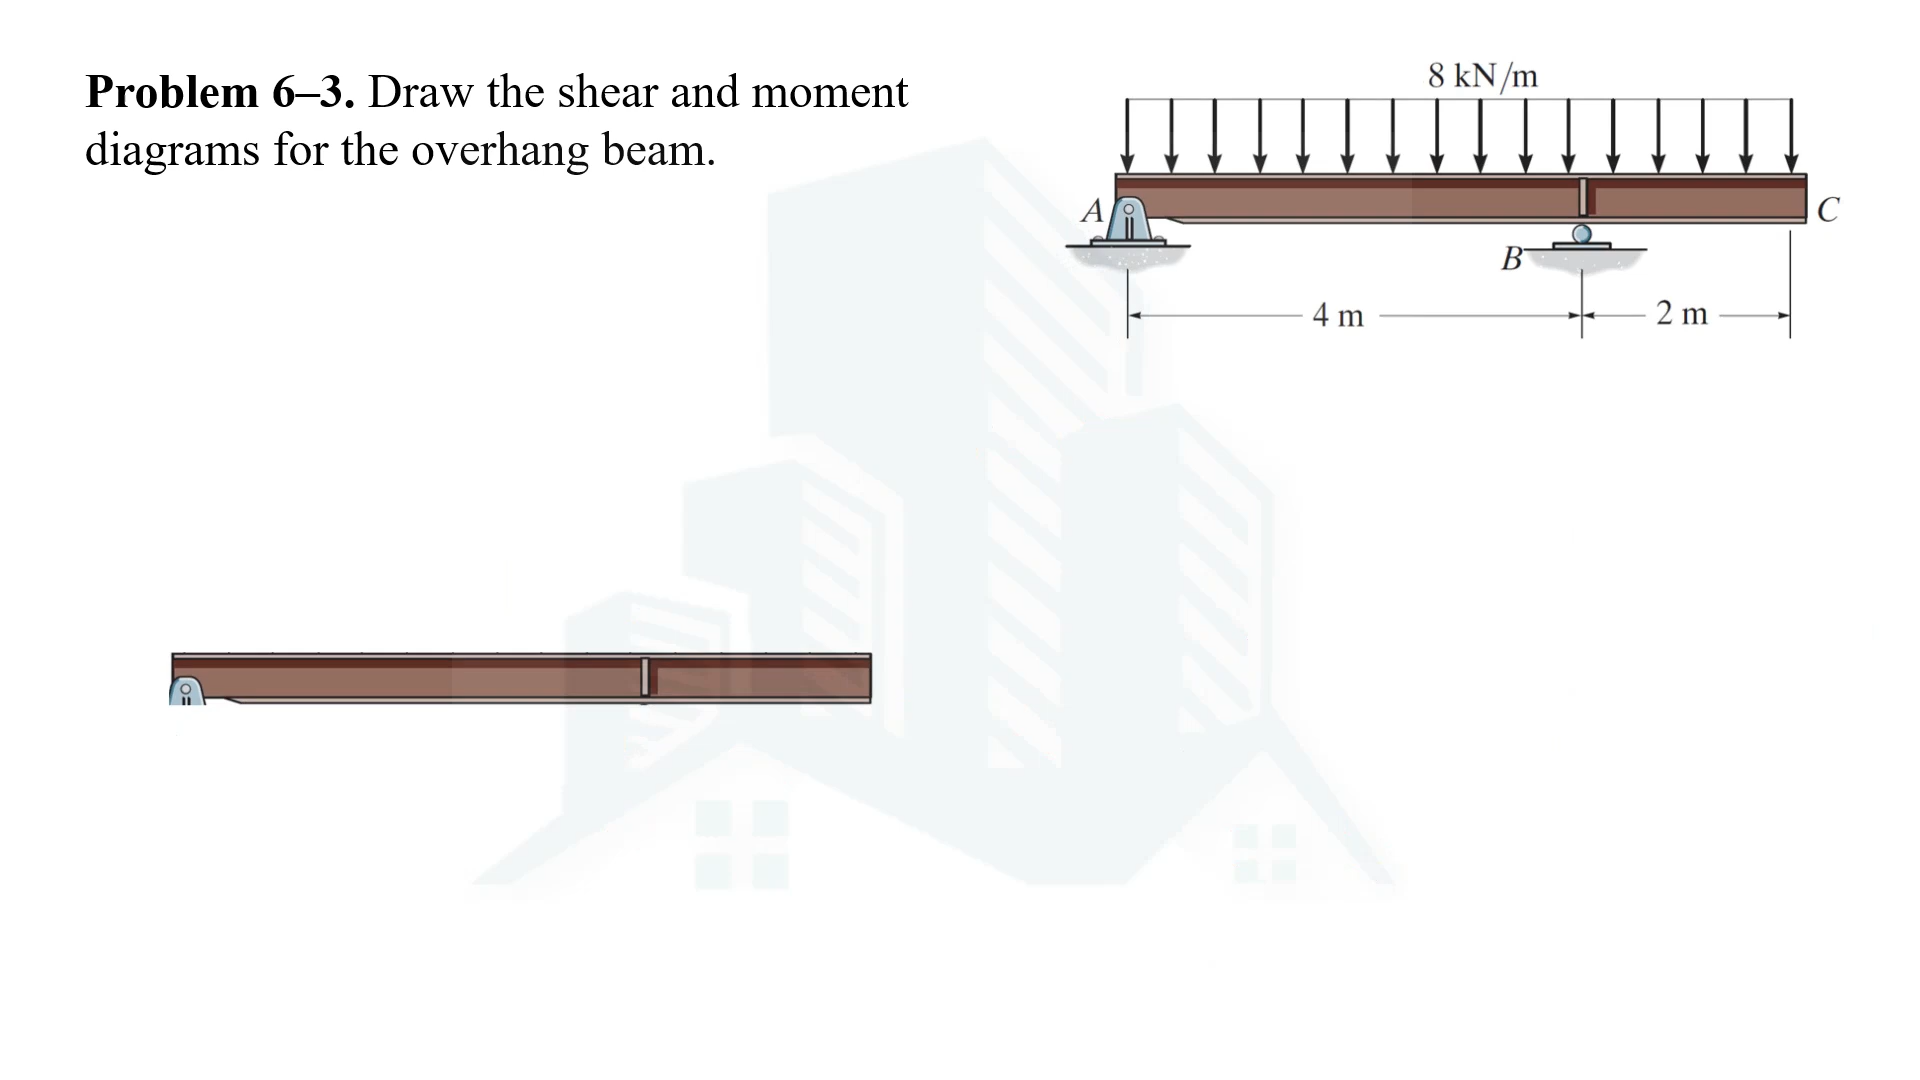 Problem 6–3. Draw the shear and moment
diagrams for the overhang beam.
8 kN/m
A
C
B
4 m
2 m